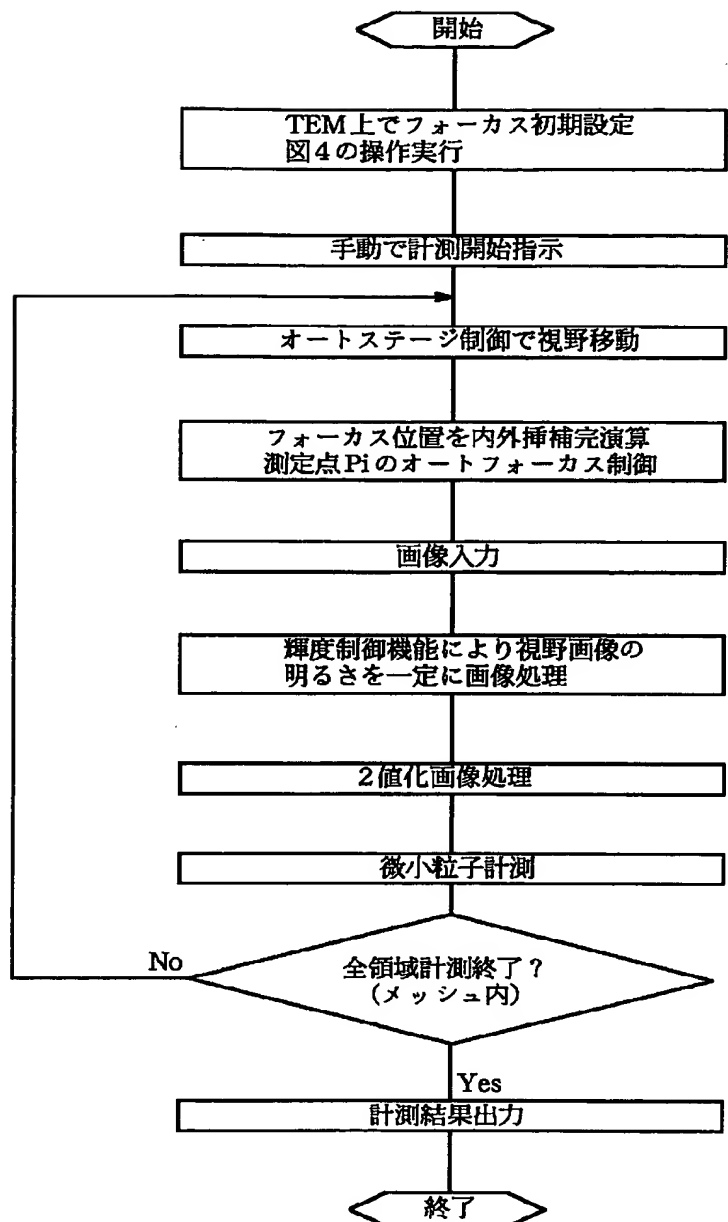 開始
TEM上でフォーカス初期設定
図4の操作実行
手動で計測開始指示
オートステージ制御で視野移動
フォーカス位置を内外挿補完演算
測定点Piのオートフォーカス制御
画像入力
輝度制御機能により視野画像の
明るさを一定に画像処理
2値化画像処理
微小粒子計測
No
全領域計測終了?
(メッシュ内)
Yes
計測結果出力
終了